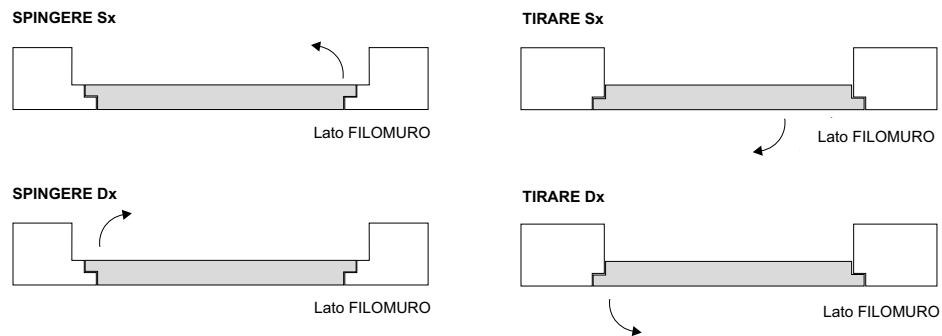 SPINGERE Sx
TIRARE Sx
Lato FILOMURO
Lato FILOMURO
SPINGERE Dx
TIRARE Dx
Lato FILOMURO
Lato FILOMURO